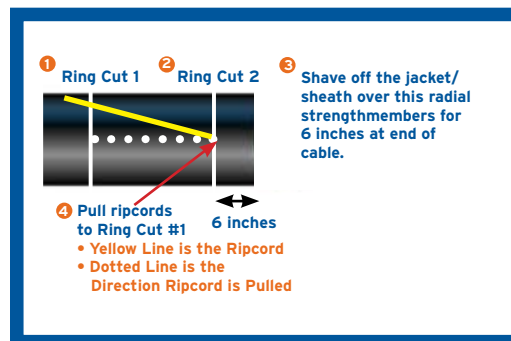 1 Ring Cut 1
2 Ring Cut 2
3 Shave off the jacket/
sheath over this radial
strengthmembers for
6 inches at end of
cable.
4 Pull ripcords
to Ring Cut #1
6 inches
• Yellow Line is the Ripcord
• Dotted Line is the
Direction Ripcord is Pulled